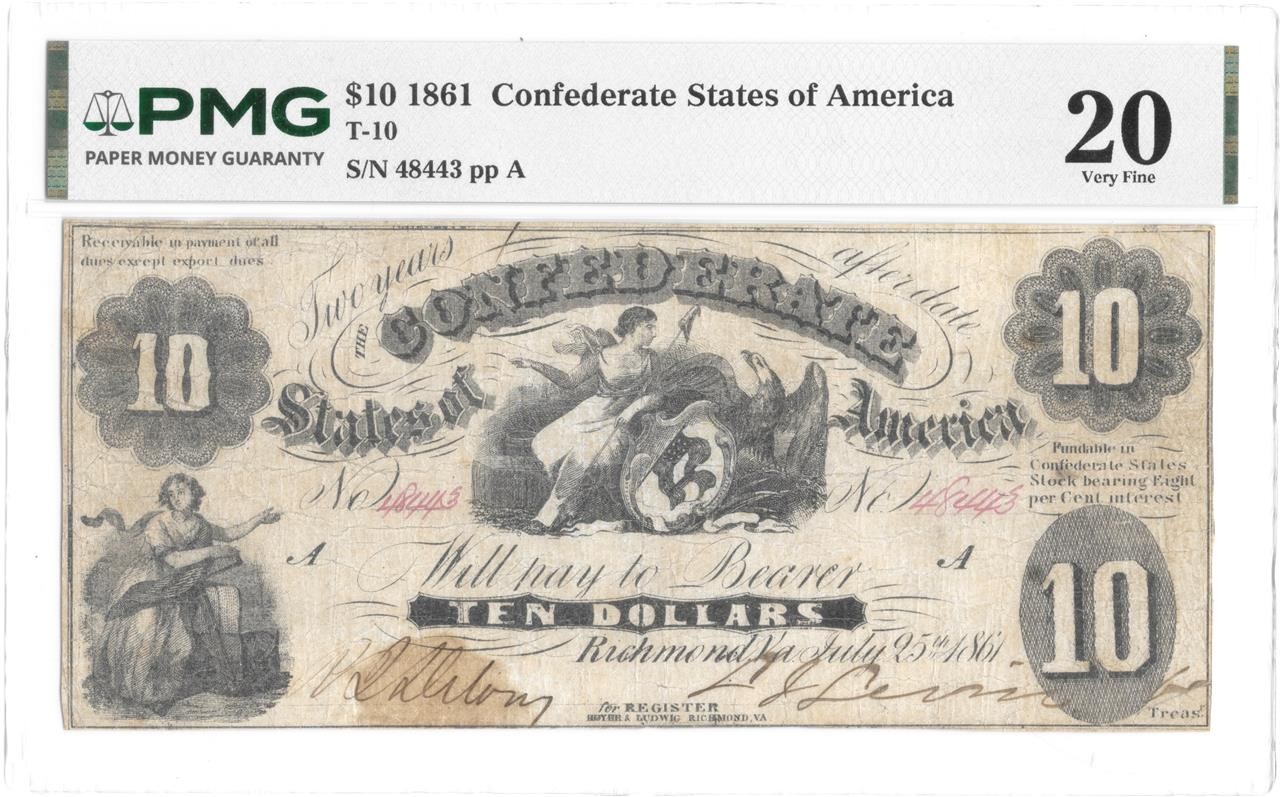 PMG
PAPER MONEY GUARANTY
$10 1861 Confederate States of America
T-10
S/N 48443 pp A
20
Very Fine
Receivable in payment of all
dues except export dues
Two years after date
THE CONFEDERATE
States of America
10
10
Fundable in
Confederate States
Stock bearing Eight
per Cent interest
No 48443
No 48443
A
A
Will pay to Bearer
TEN DOLLARS
10
Richmond Va July 25th 1861
for REGISTER
HOYER & LUDWIG RICHMOND, VA
Treasr